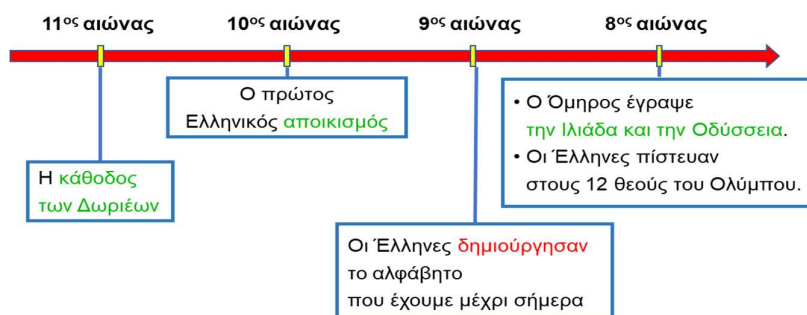 11ος αιώνας
10ος αιώνας
9ος αιώνας
8ος αιώνας
Ο πρώτος
Ελληνικός αποικισμός
• Ο Όμηρος έγραψε
την Ιλιάδα και την Οδύσσεια.
• Οι Έλληνες πίστευαν
στους 12 θεούς του Ολύμπου.
Η κάθοδος
των Δωριέων
Οι Έλληνες δημιούργησαν
το αλφάβητο
που έχουμε μέχρι σήμερα